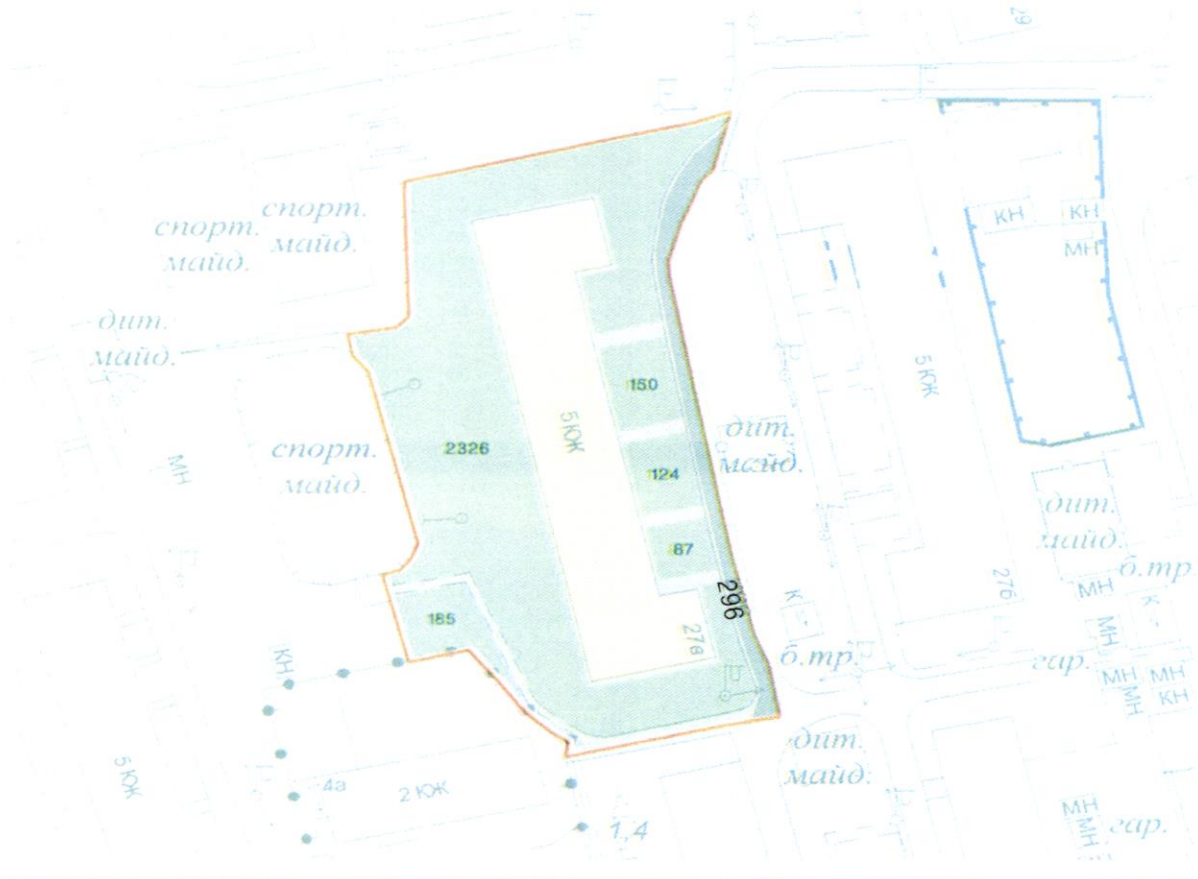 29
спорт.
майд.
спорт.
майд.
КН
КН
МН
дит.
майд.
150
5 КЖ
5 КЖ
2326
спорт.
майд.
МН
124
дит.
майд.
87
296
дит.
майд.
б.тр
МН
К
К
185
27в
27б
МН
КН
б.тр.
гар.
МН
МН
МН
КН
5 КЖ
4а
2 КЖ
дит.
майд.
1,4
МН
МН
гар.